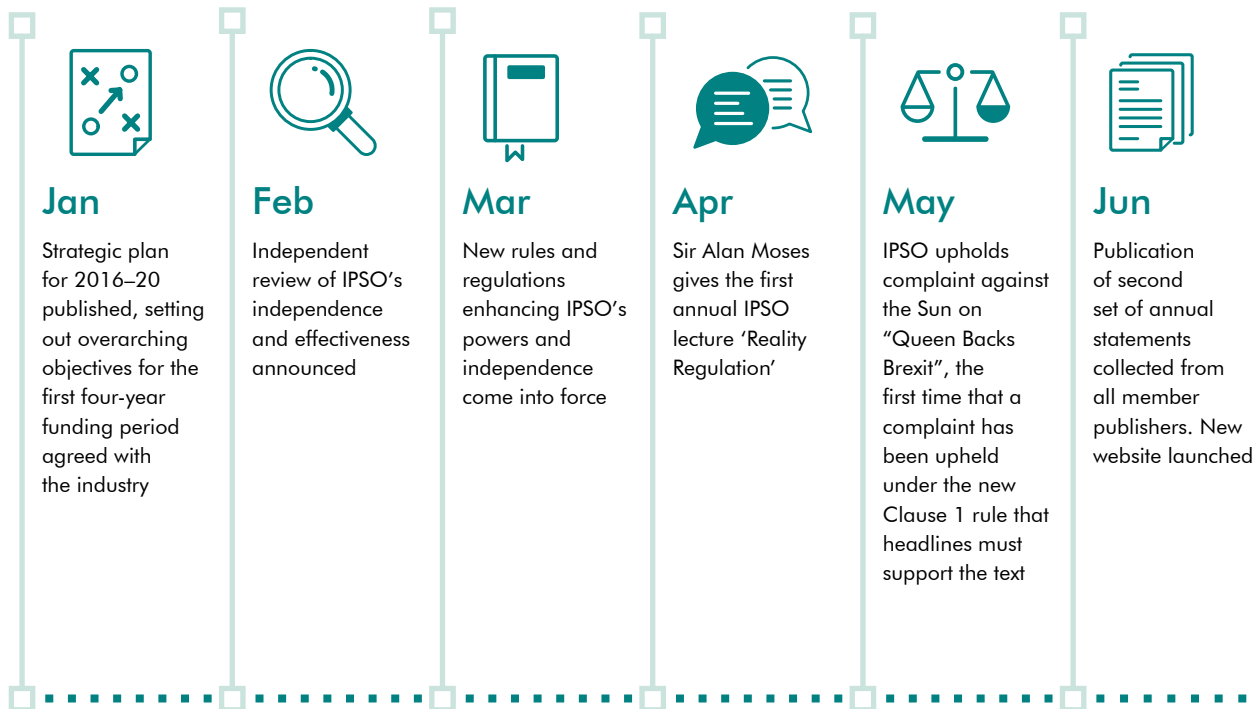 Jan
Strategic plan
for 2016–20
published, setting
out overarching
objectives for the
first four-year
funding period
agreed with
the industry
Feb
Independent
review of IPSO’s
independence
and effectiveness
announced
Mar
New rules and
regulations
enhancing IPSO’s
powers and
independence
come into force
Apr
Sir Alan Moses
gives the first
annual IPSO
lecture ‘Reality
Regulation’
May
IPSO upholds
complaint against
the Sun on
“Queen Backs
Brexit”, the
first time that a
complaint has
been upheld
under the new
Clause 1 rule that
headlines must
support the text
Jun
Publication
of second
set of annual
statements
collected from
all member
publishers. New
website launched